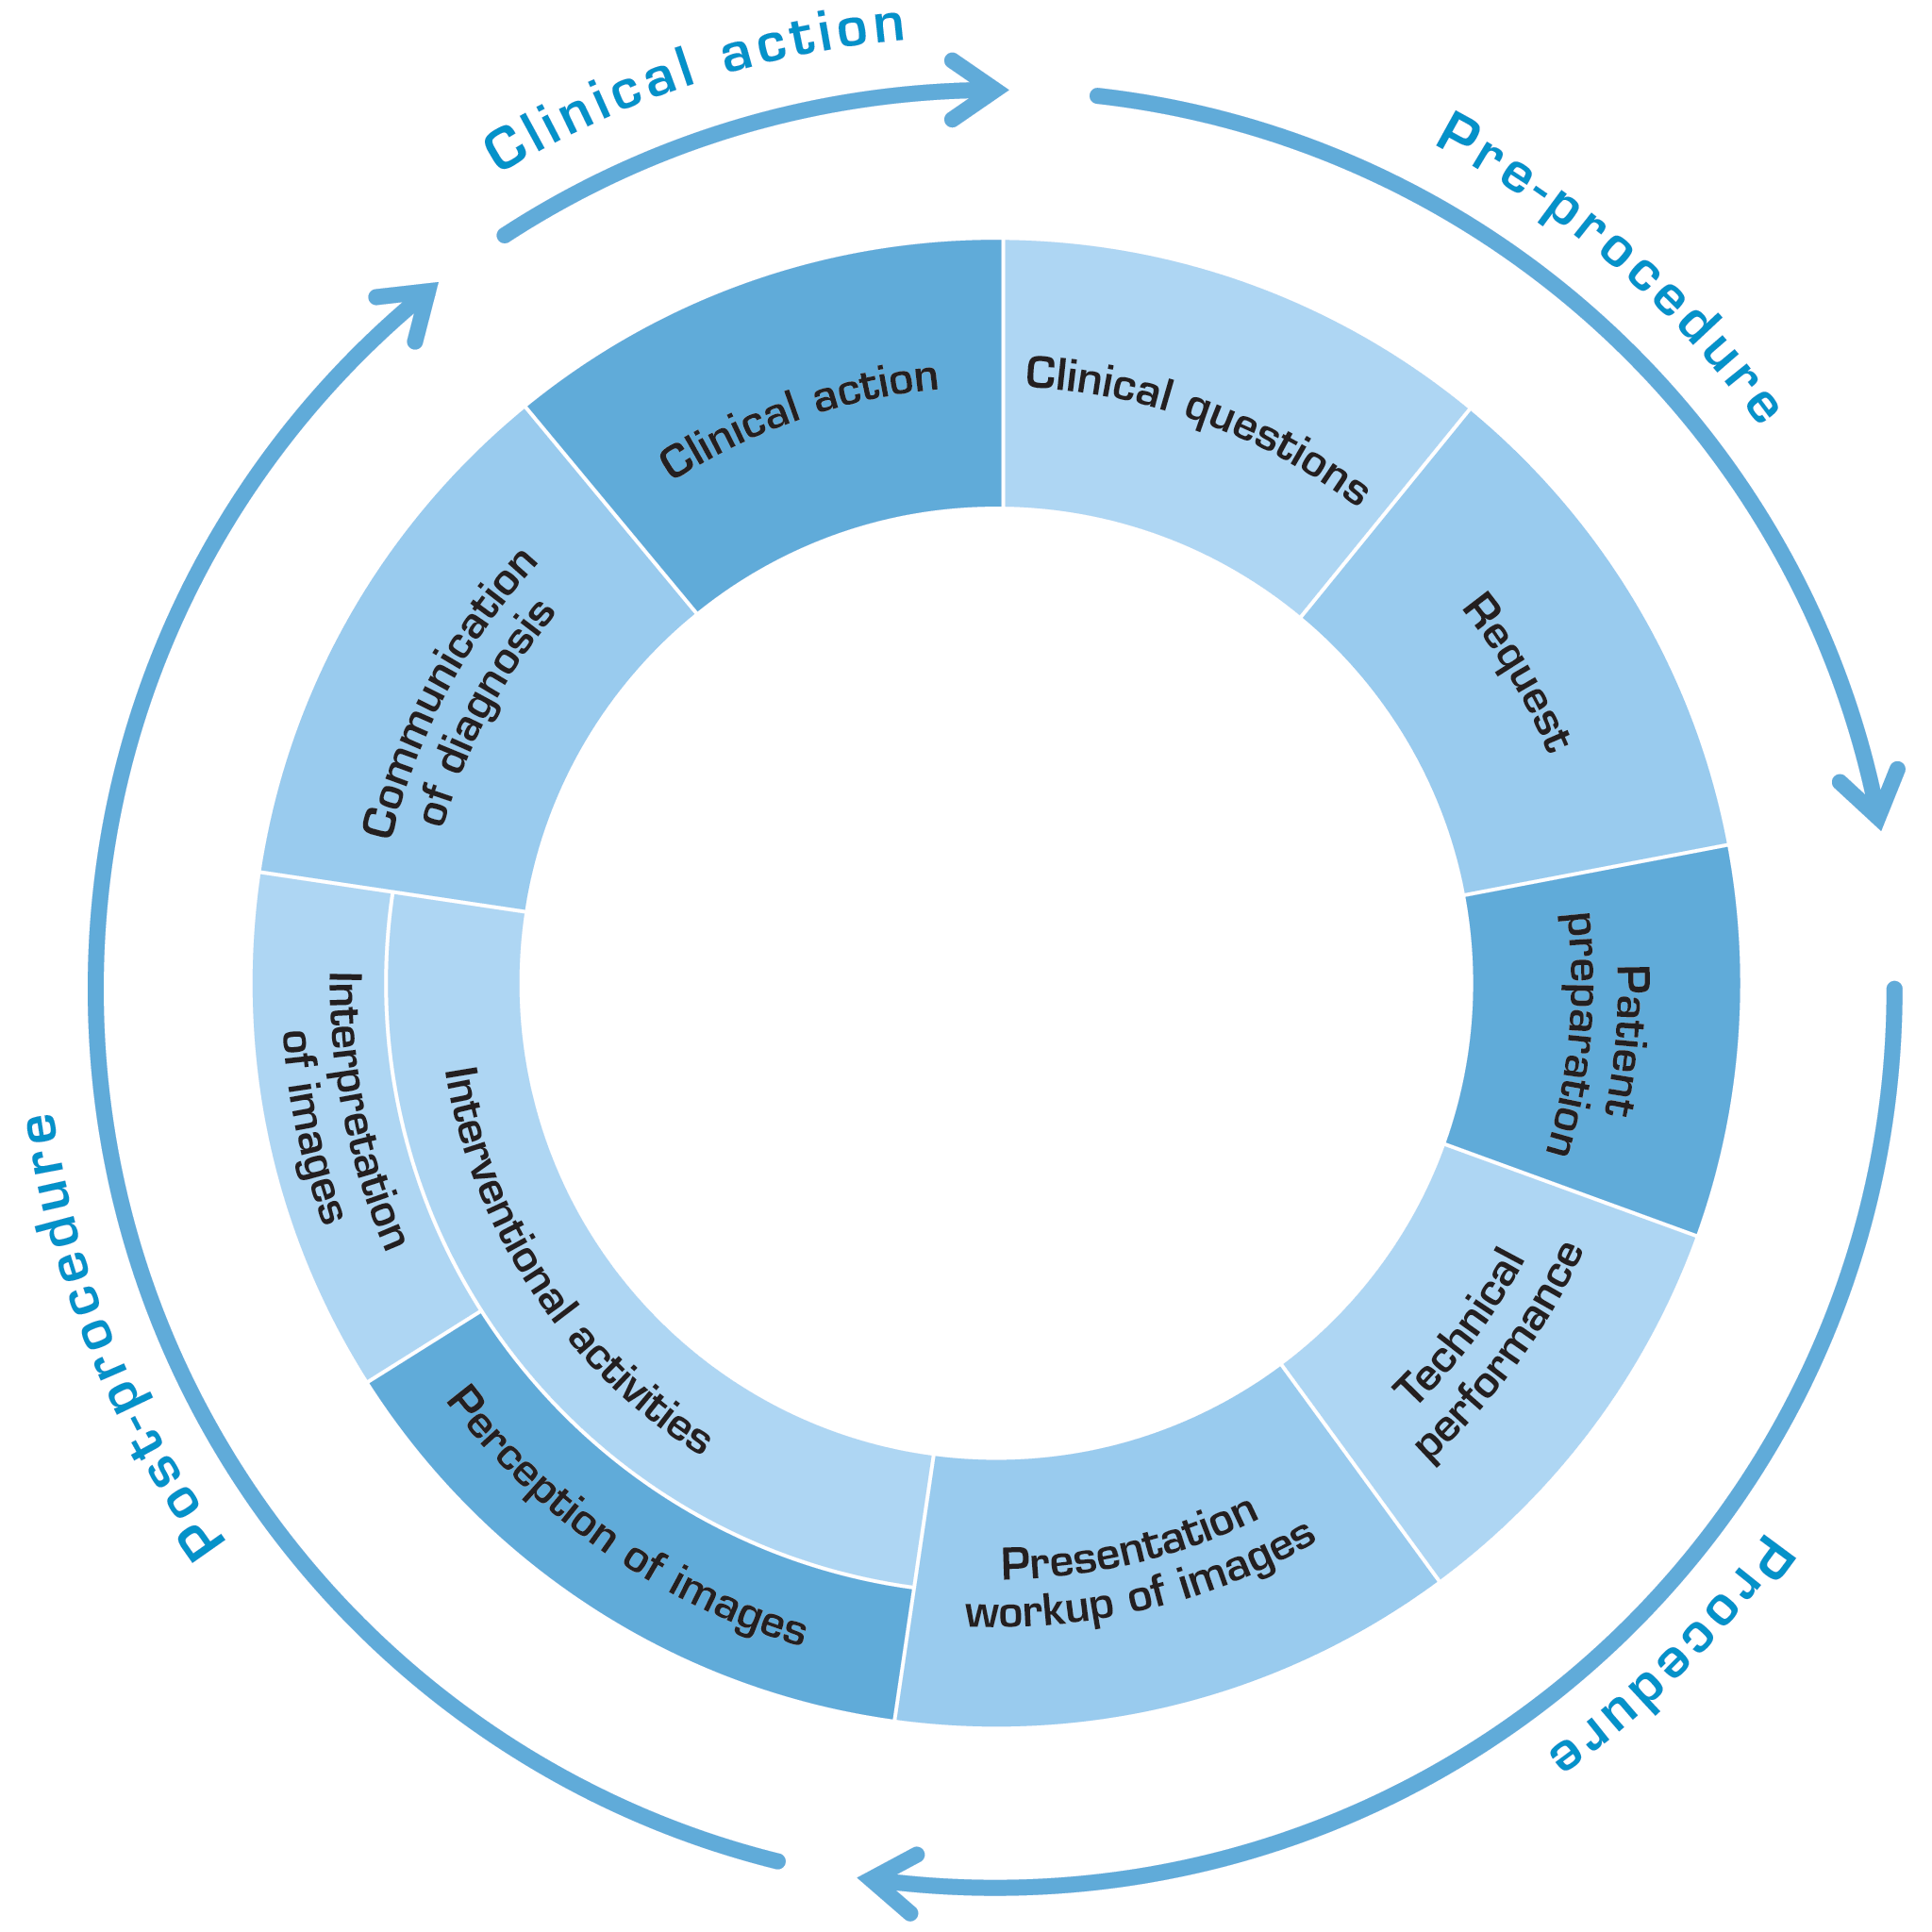 Clinical action
Pre-procedure
Procedure
Post-procedure
Clinical action
Clinical questions
Request
Patient
preparation
Technical
performance
Presentation
workup of images
Perception of images
Interventional activities
Interpretation
of images
Communication
of diagnosis